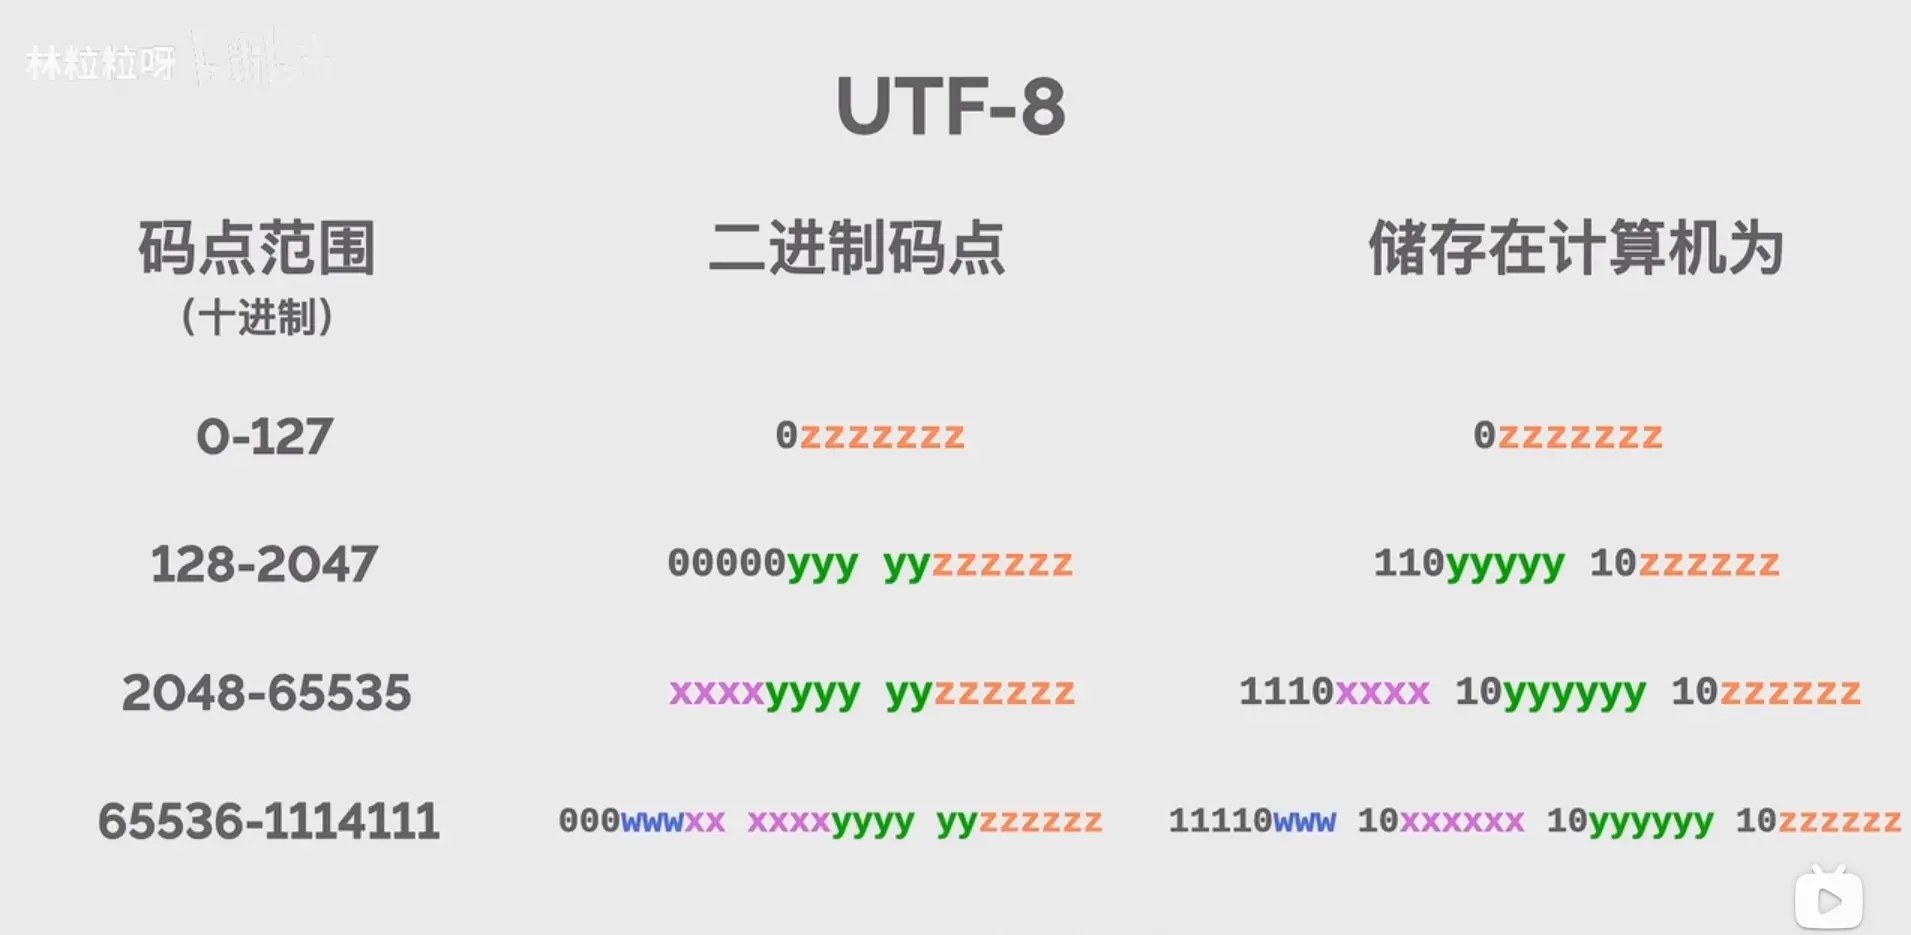 林粒粒呀
UTF-8
码点范围 二进制码点 储存在计算机为
（十进制）
0-127 0zzzzzzz 0zzzzzzz
128-2047 00000yyy yyzzzzzz 110yyyyy 10zzzzzz
2048-65535 xxxxyyyy yyzzzzzz 1110xxxx 10yyyyyy 10zzzzzz
65536-1114111 000wwwxx xxxxyyyy yyzzzzzz 11110www 10xxxxxx 10yyyyyy 10zzzzzz